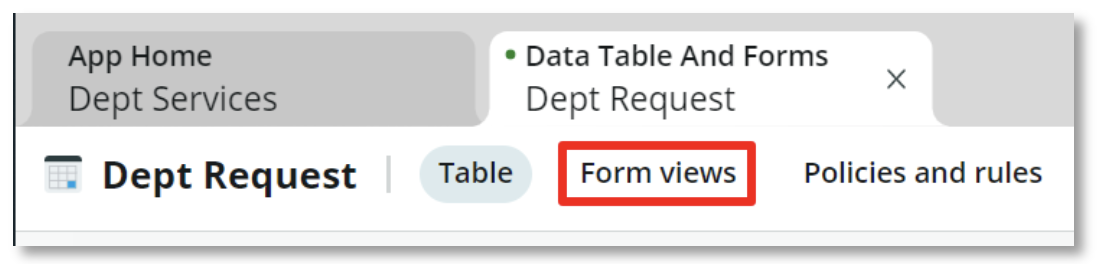 App Home
Dept Services
Data Table And Forms
Dept Request
Dept Request
Table
Form views
Policies and rules